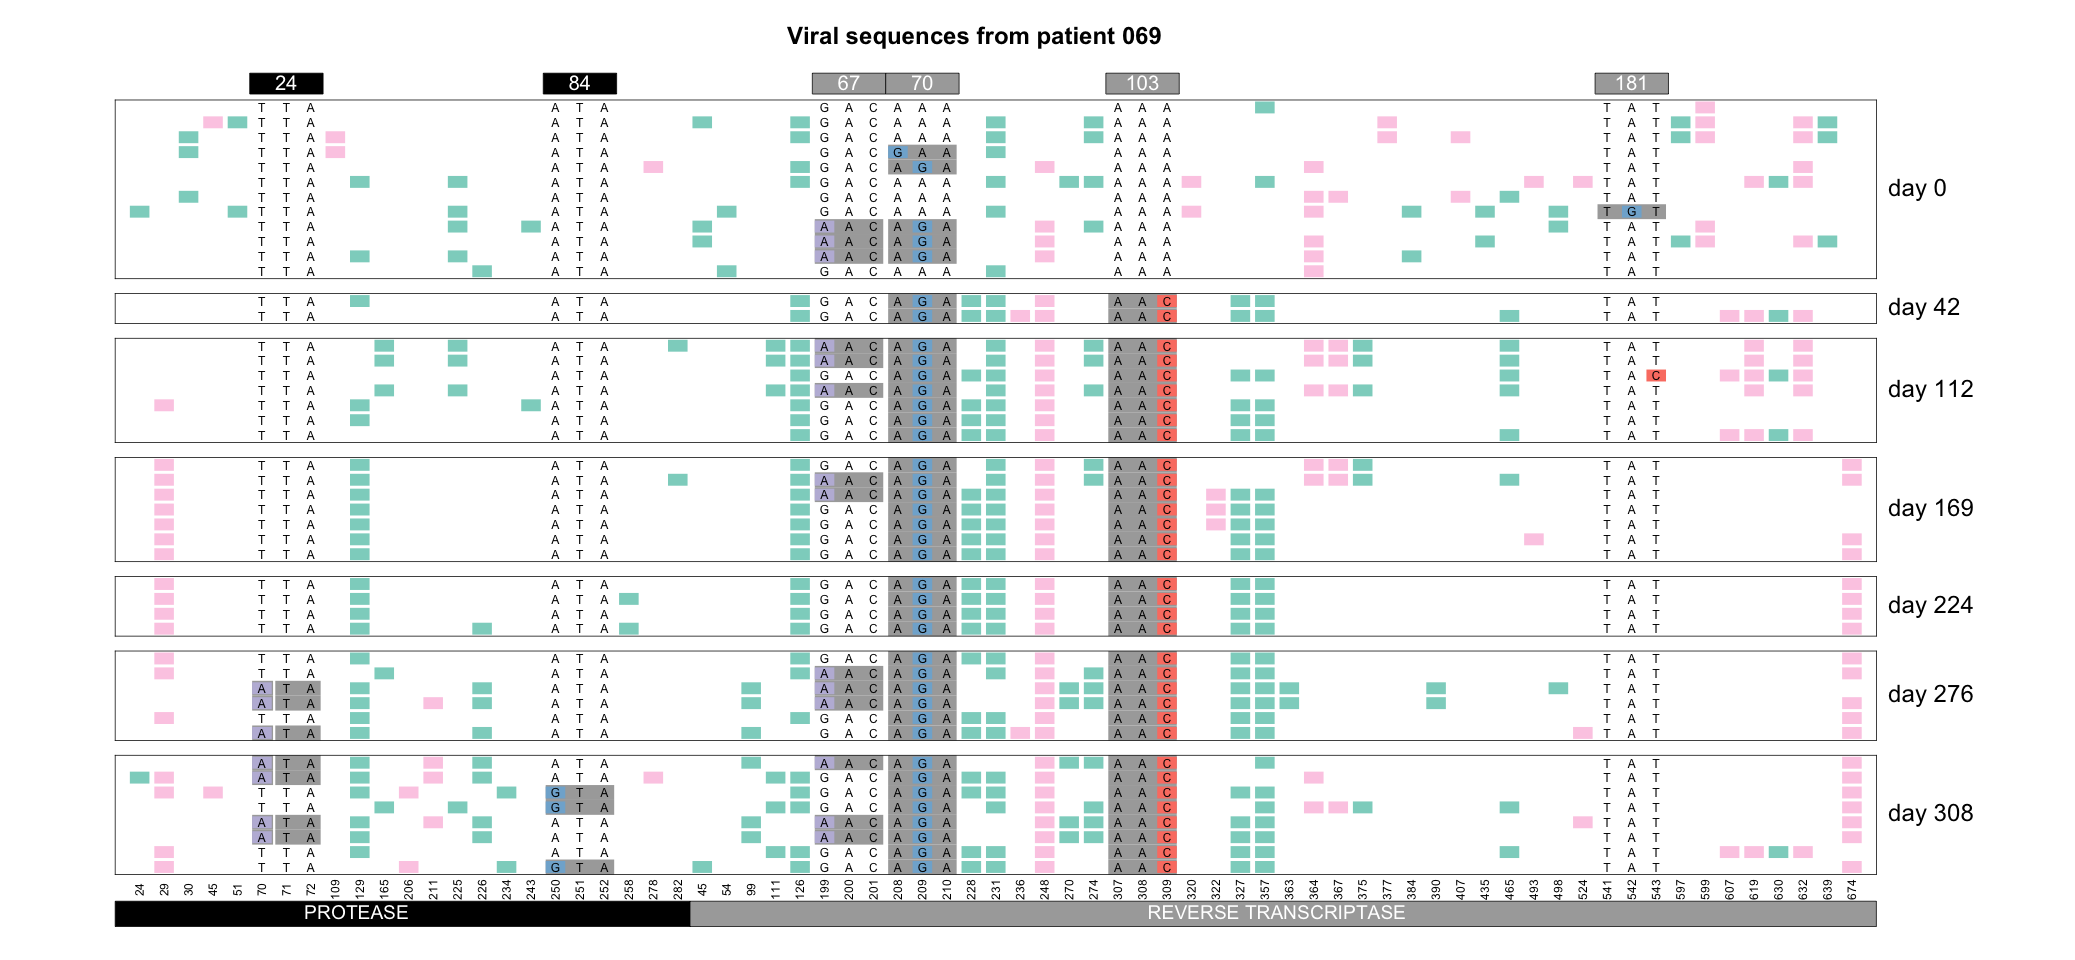 Viral sequences from patient 069
24 84 67 70 103 181
T T A A T A G A C A A A A A A T A T
T T A A T A G A C A A A A A A T A T
T T A A T A G A C A A A A A A T A T
T T A A T A G A C G A A A A A T A T
T T A A T A G A C A G A A A A T A T
T T A A T A G A C A A A A A A T A T
day 0
T T A A T A G A C A A A A A A T A T
T T A A T A G A C A A A A A A T G T
T T A A T A A A C A G A A A A T A T
T T A A T A A A C A G A A A A T A T
T T A A T A A A C A G A A A A T A T
T T A A T A G A C A A A A A A T A T
T T A A T A G A C A G A A A C T A T
day 42
T T A A T A G A C A G A A A C T A T
T T A A T A A A C A G A A A C T A T
T T A A T A A A C A G A A A C T A T
T T A A T A G A C A G A A A C T A C
T T A A T A A A C A G A A A C T A T
day 112
T T A A T A G A C A G A A A C T A T
T T A A T A G A C A G A A A C T A T
T T A A T A G A C A G A A A C T A T
T T A A T A G A C A G A A A C T A T
T T A A T A A A C A G A A A C T A T
T T A A T A A A C A G A A A C T A T
T T A A T A G A C A G A A A C T A T
day 169
T T A A T A G A C A G A A A C T A T
T T A A T A G A C A G A A A C T A T
T T A A T A G A C A G A A A C T A T
T T A A T A G A C A G A A A C T A T
T T A A T A G A C A G A A A C T A T
day 224
T T A A T A G A C A G A A A C T A T
T T A A T A G A C A G A A A C T A T
T T A A T A G A C A G A A A C T A T
T T A A T A A A C A G A A A C T A T
A T A A T A A A C A G A A A C T A T
day 276
A T A A T A A A C A G A A A C T A T
T T A A T A G A C A G A A A C T A T
A T A A T A G A C A G A A A C T A T
A T A A T A A A C A G A A A C T A T
A T A A T A G A C A G A A A C T A T
T T A G T A G A C A G A A A C T A T
T T A G T A G A C A G A A A C T A T
day 308
A T A A T A A A C A G A A A C T A T
A T A A T A A A C A G A A A C T A T
T T A A T A G A C A G A A A C T A T
T T A G T A G A C A G A A A C T A T
24 29 30 45 51 70 71 72 109 129 165 206 211 225 226 234 243 250 251 252 258 278 282 45 54 99 111 126 199 200 201 208 209 210 228 231 236 248 270 274 307 308 309 320 322 327 357 363 364 367 375 377 384 390 407 435 465 493 498 524 541 542 543 597 599 607 619 630 632 639 674
PROTEASE REVERSE TRANSCRIPTASE